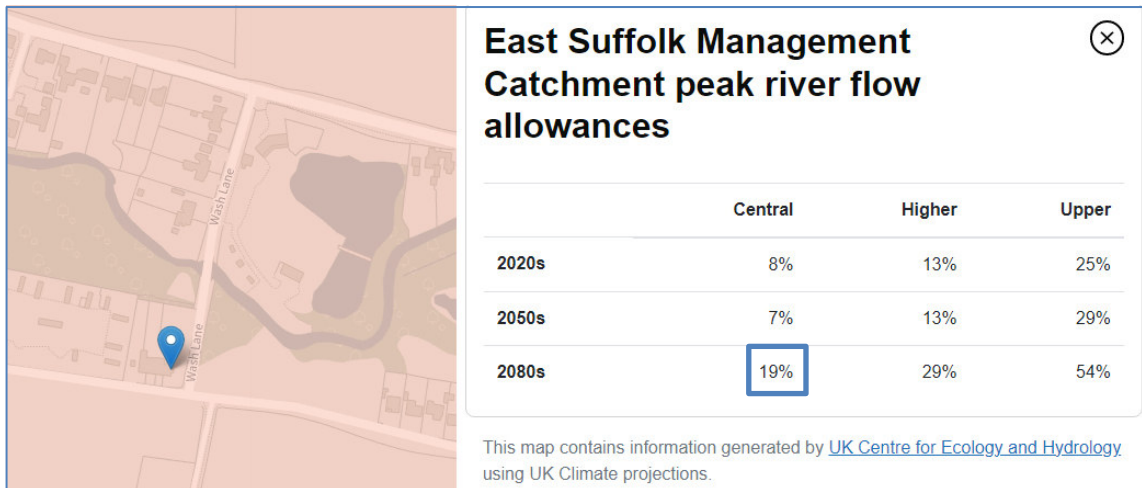 Wash Lane
Wash Lane
East Suffolk Management
Catchment peak river flow
allowances
Central Higher Upper
2020s 8% 13% 25%
2050s 7% 13% 29%
2080s 19% 29% 54%
This map contains information generated by UK Centre for Ecology and Hydrology
using UK Climate projections.